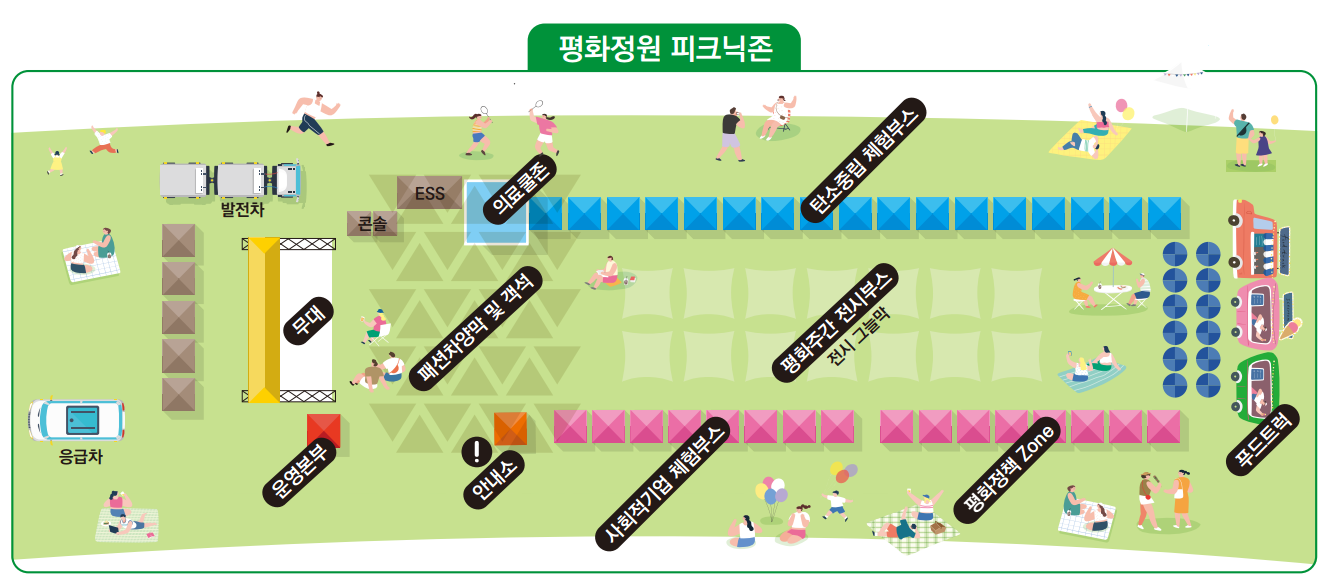 평화정원 피크닉존
발전차
콘솔
ESS
의료쿨존
탄소중립 체험부스
무대
패션차양막 및 객석
평화주간 전시부스
전시 그늘막
응급차
운영본부
!
안내소
사회적기업 체험부스
평화정책 Zone
푸드트럭